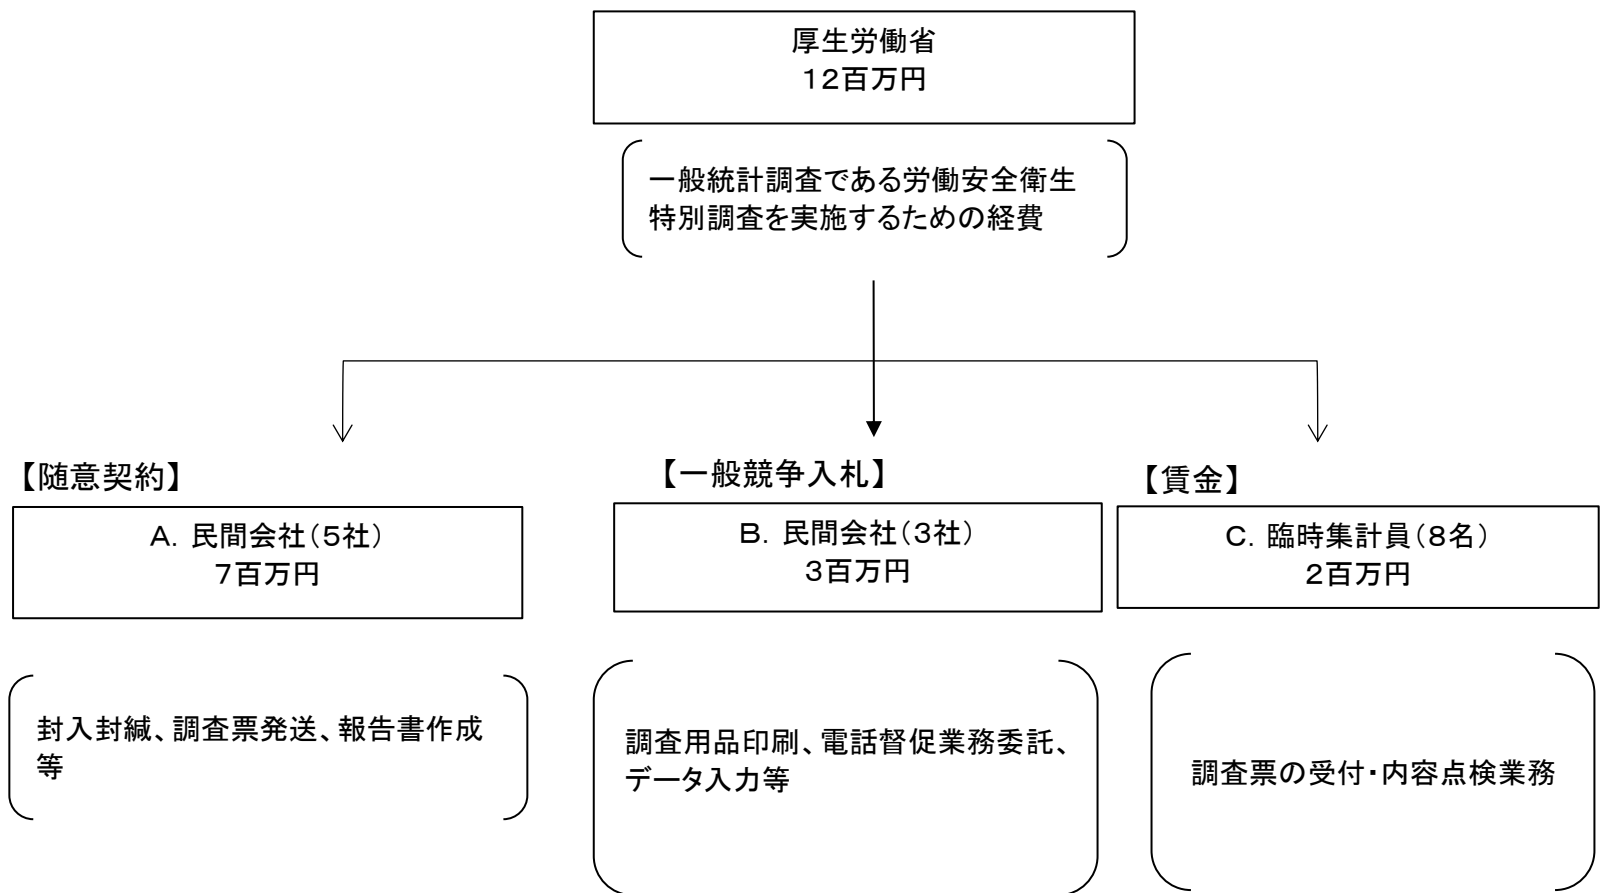 厚生労働省
12百万円
一般統計調査である労働安全衛生
特別調査を実施するための経費
【随意契約】
A．民間会社（5社）
7百万円
封入封緘、調査票発送、報告書作成
等
【一般競争入札】
B．民間会社（3社）
3百万円
調査用品印刷、電話督促業務委託、
データ入力等
【賃金】
C．臨時集計員（8名）
2百万円
調査票の受付・内容点検業務